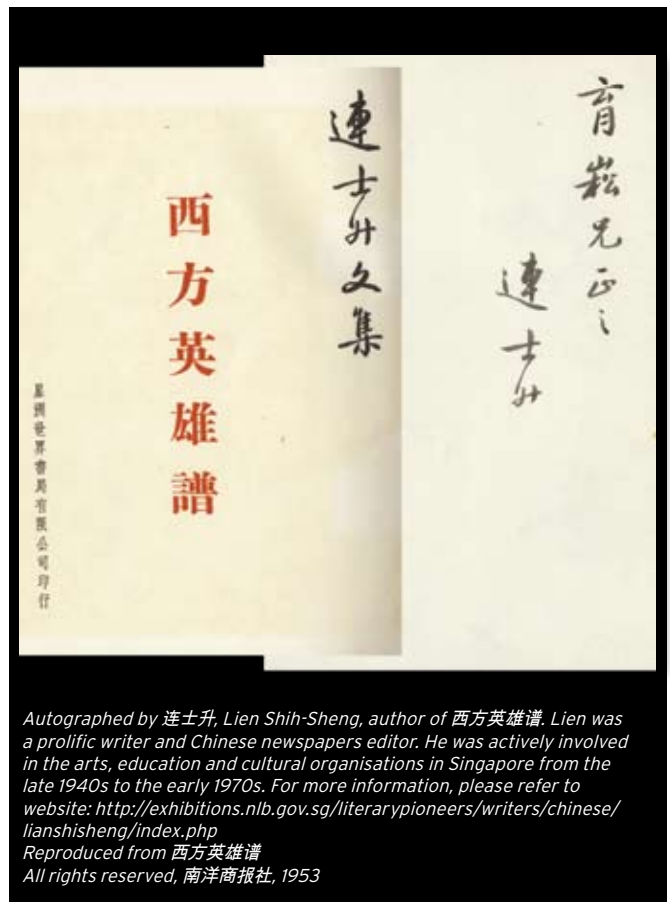 連士升文集
西方英雄譜
星洲世界書局有限公司印行
育崧兄正之
連士升
Autographed by 连士升, Lien Shih-Sheng, author of 西方英雄谱. Lien was
a prolific writer and Chinese newspapers editor. He was actively involved
in the arts, education and cultural organisations in Singapore from the
late 1940s to the early 1970s. For more information, please refer to
website: http://exhibitions.nlb.gov.sg/literarypioneers/writers/chinese/
lianshisheng/index.php
Reproduced from 西方英雄谱
All rights reserved, 南洋商报社, 1953